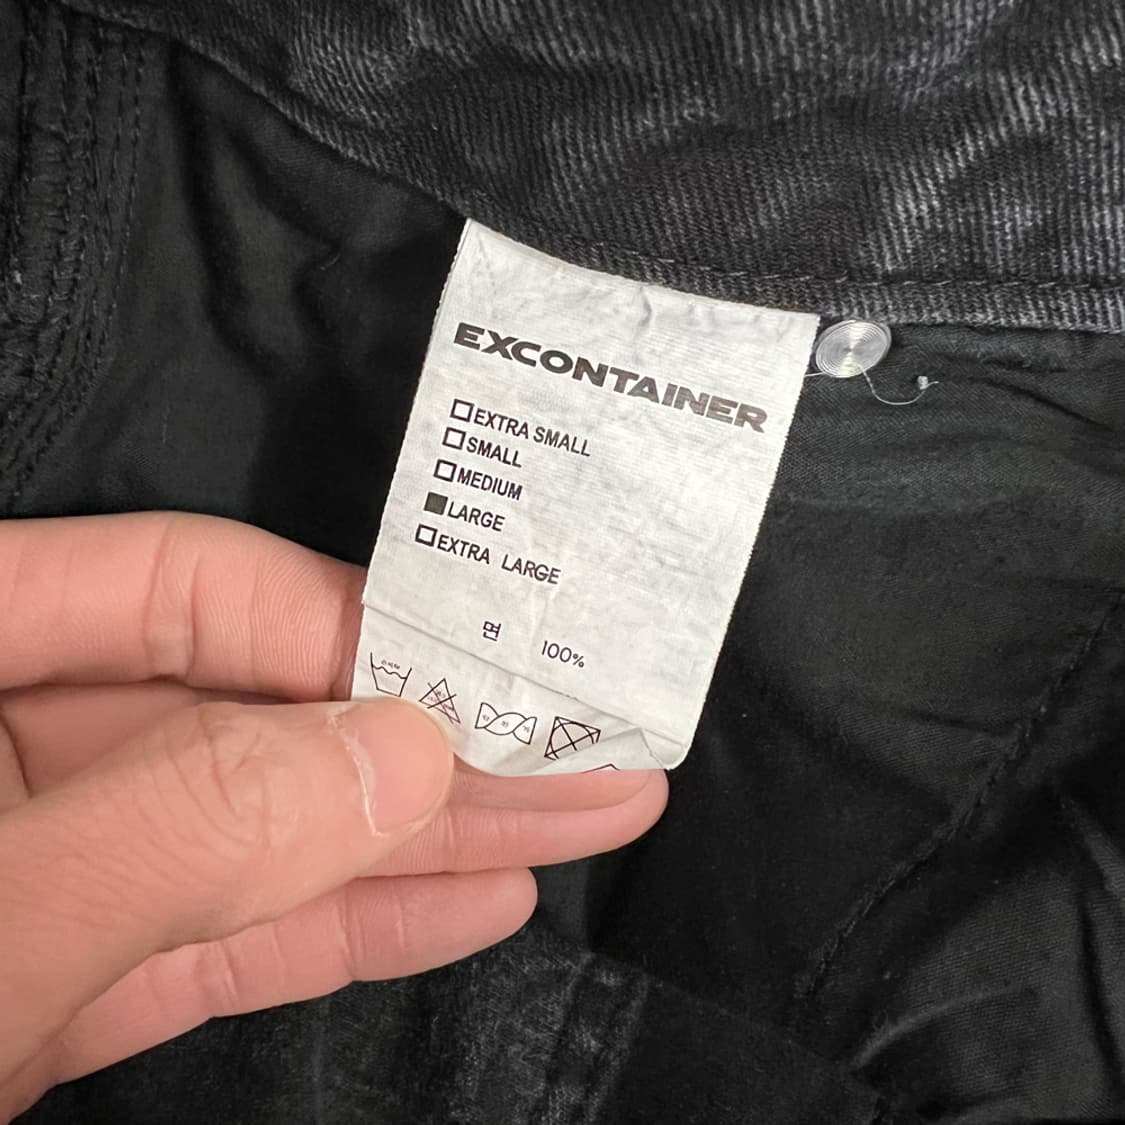 EXCONTAINER
EXTRA SMALL
SMALL
MEDIUM
LARGE
EXTRA LARGE
면 100%